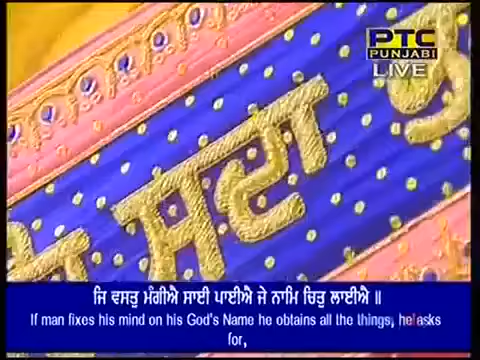 PTC
PUNJABI
LIVE
ਸਦਾ
ਜਿ ਵਸਤੁ ਮੰਗੀਐ ਸਾਈ ਪਾਈਐ ਜੇ ਨਾਮਿ ਚਿਤੁ ਲਾਈਐ ॥
If man fixes his mind on his God's Name he obtains all the things, he asks
for,